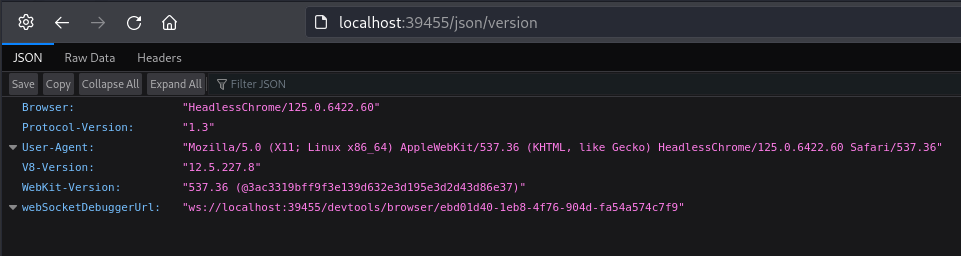 localhost:39455/json/version
JSON Raw Data Headers
Save Copy Collapse All Expand All Filter JSON
Browser: "HeadlessChrome/125.0.6422.60"
Protocol-Version: "1.3"
User-Agent: "Mozilla/5.0 (X11; Linux x86_64) AppleWebKit/537.36 (KHTML, like Gecko) HeadlessChrome/125.0.6422.60 Safari/537.36"
V8-Version: "12.5.227.8"
WebKit-Version: "537.36 (@3ac3319bff9f3e139d632e3d195e3d2d43d86e37)"
webSocketDebuggerUrl: "ws://localhost:39455/devtools/browser/ebd01d40-1eb8-4f76-904d-fa54a574c7f9"